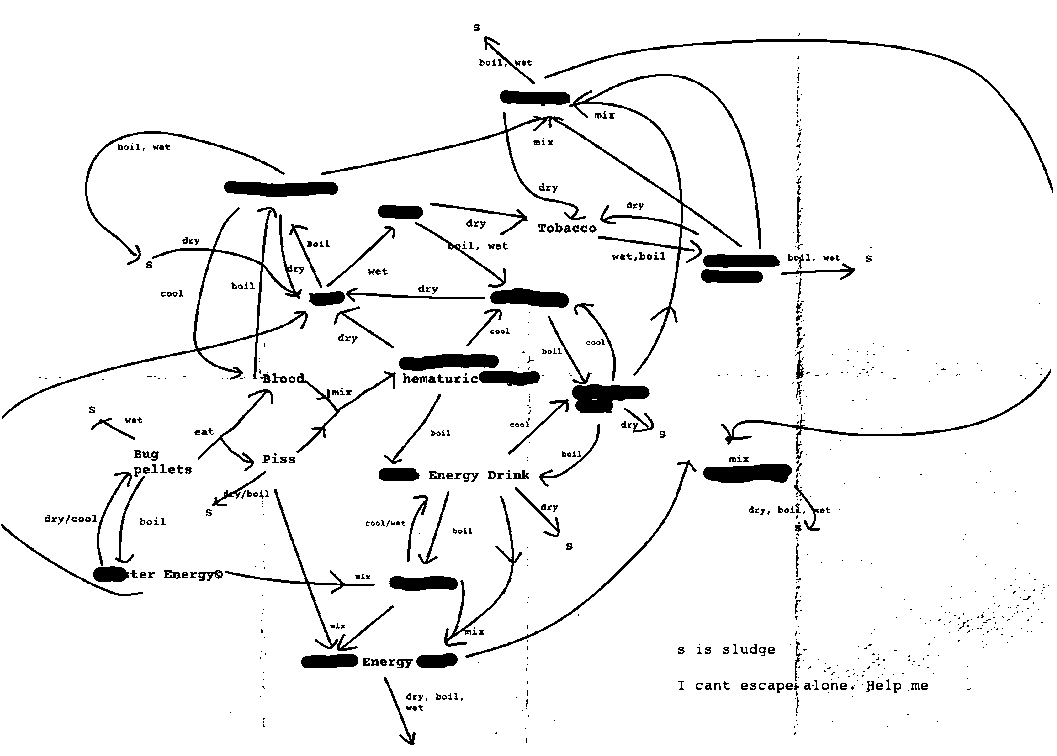 s
boil, wet
mix
boil, wet
mix
dry
dry
dry
Tobacco
Boil
boil, wet
wet,boil
boil, wet
s
dry
s
dry
wet
cool
boil
dry
dry
cool
boil
cool
Blood
mix
hematuric
s
wet
eat
boil
cool
dry
s
boil
mix
Bug
pellets
Piss
Energy Drink
dry/boil
s
dry
s
dry, boil, wet
s
dry/cool
boil
cool/wet
boil
ter Energy©
mix
mix
mix
Energy
s is sludge
I cant escape alone. Help me
dry, boil,
wet